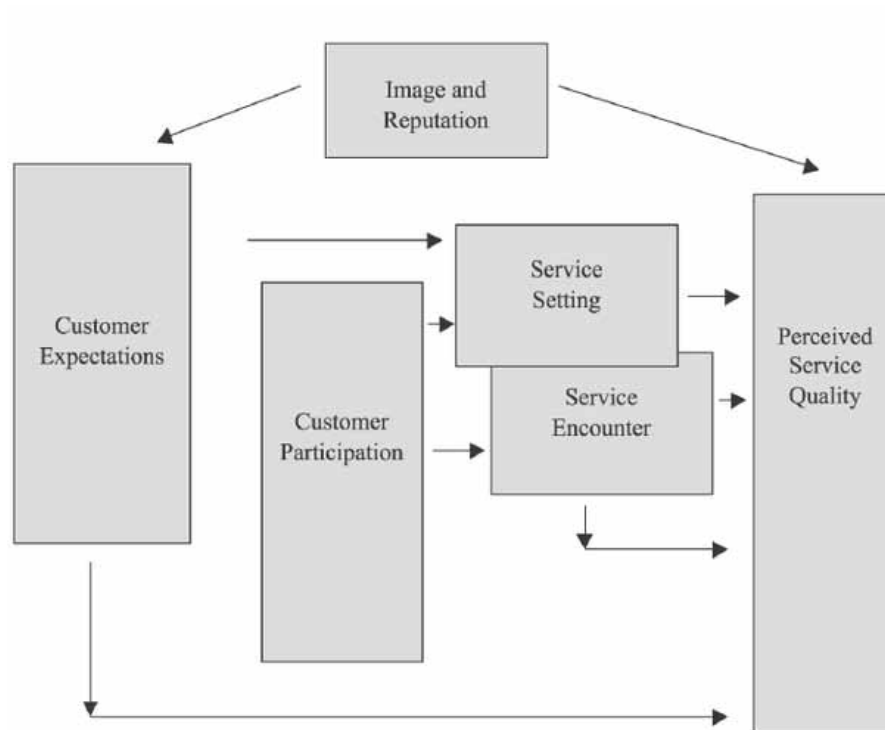 Image and
Reputation
Customer
Expectations
Service
Setting
Perceived
Service
Quality
Customer
Participation
Service
Encounter